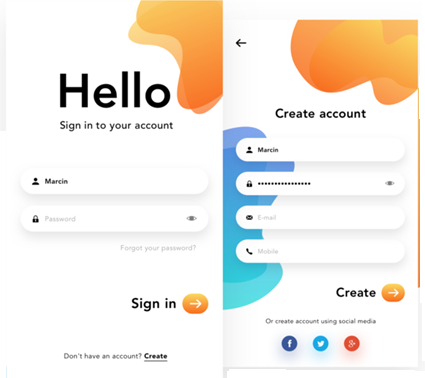 Hello
Sign in to your account
Marcin
Password
Forgot your password?
Sign in
Don't have an account? Create
Create account
Marcin
••••••••••••••••
E-mail
Mobile
Create
Or create account using social media
f
g+